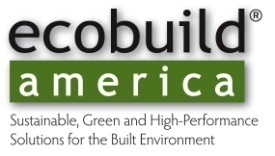 ecobuild®
america
Sustainable, Green and High-Performance
Solutions for the Built Environment